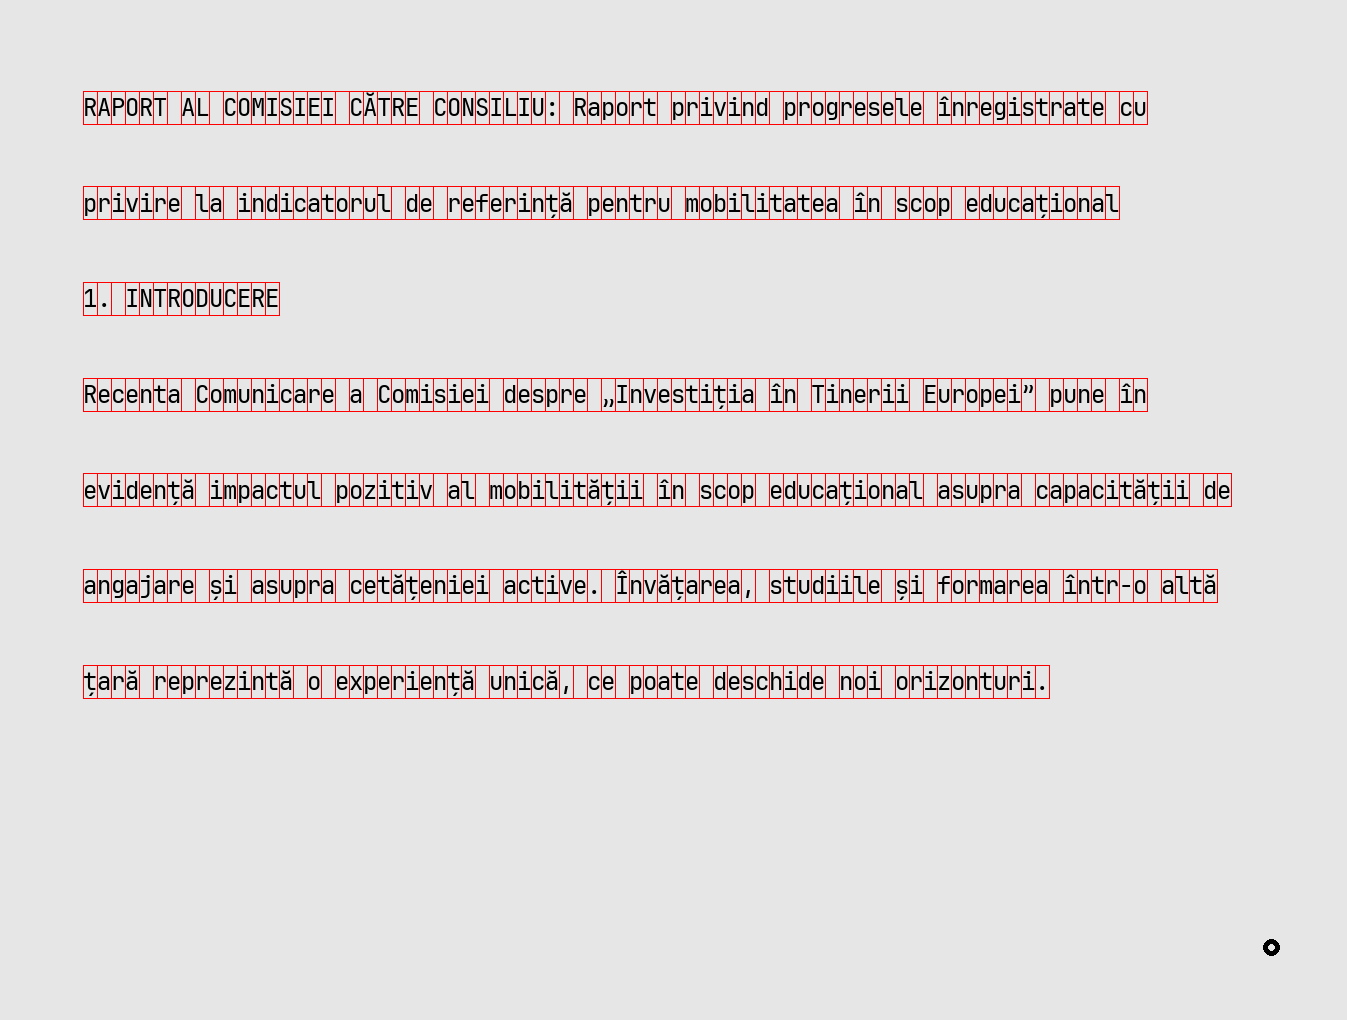 RAPORT AL COMISIEI CĂTRE CONSILIU: Raport privind progresele înregistrate cu
privire la indicatorul de referință pentru mobilitatea în scop educațional
1. INTRODUCERE
Recenta Comunicare a Comisiei despre „Investiția în Tinerii Europei” pune în
evidență impactul pozitiv al mobilității în scop educațional asupra capacității de
angajare și asupra cetățeniei active. Învățarea, studiile și formarea într-o altă
țară reprezintă o experiență unică, ce poate deschide noi orizonturi.